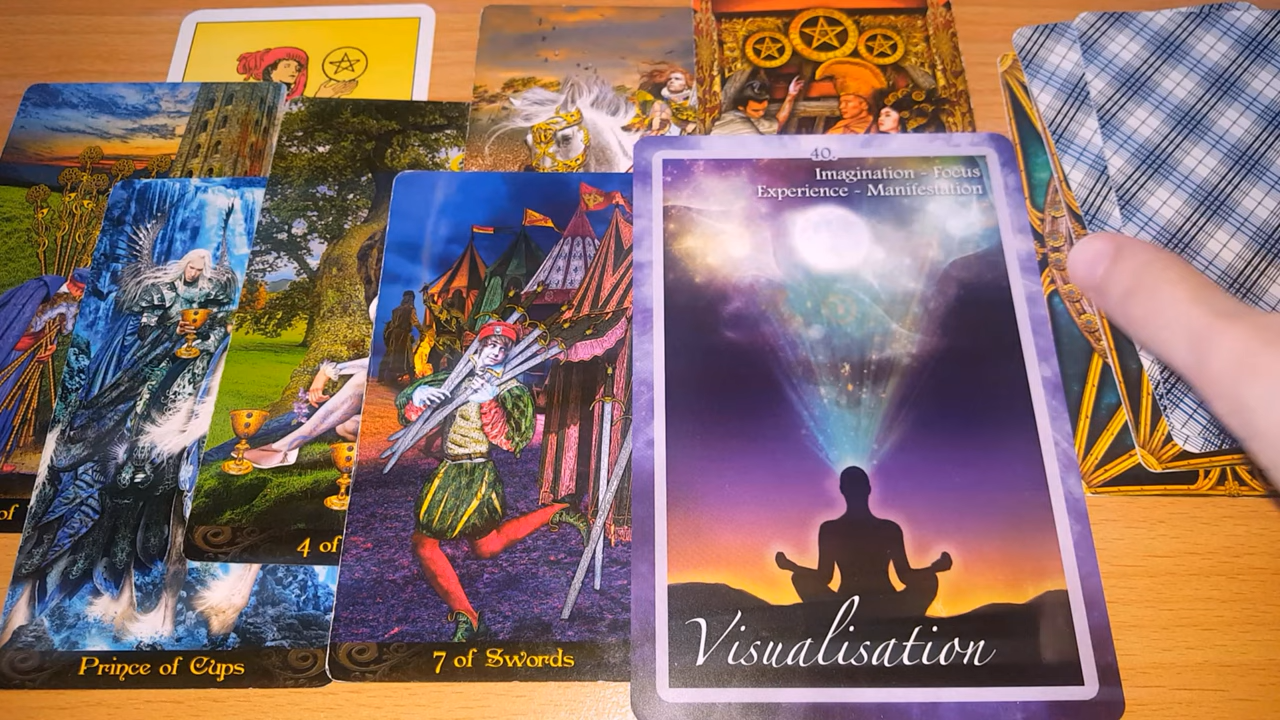 40.
Imagination - Focus
Experience - Manifestation
Visualisation
of
4 of
Prince of Cups
7 of Swords